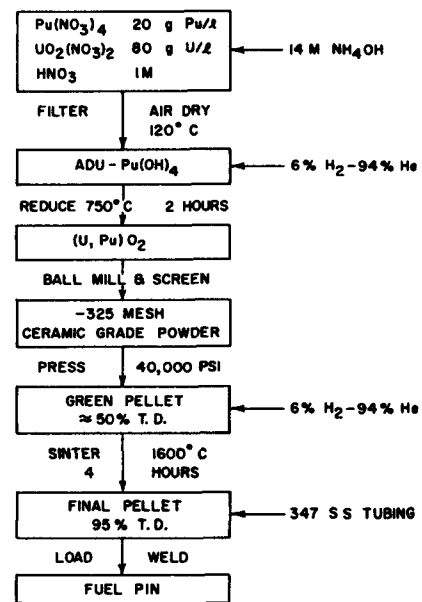 Pu(NO3)4 20 g Pu/ℓ
UO2(NO3)2 80 g U/ℓ
HNO3 1M
14 M NH4OH
FILTER AIR DRY
120° C
ADU - Pu(OH)4
6% H2-94% He
REDUCE 750°C 2 HOURS
(U, Pu) O2
BALL MILL & SCREEN
-325 MESH
CERAMIC GRADE POWDER
PRESS 40,000 PSI
GREEN PELLET
≈ 50% T. D.
6% H2-94% He
SINTER 1600° C
4 HOURS
FINAL PELLET
95% T. D.
347 S S TUBING
LOAD WELD
FUEL PIN